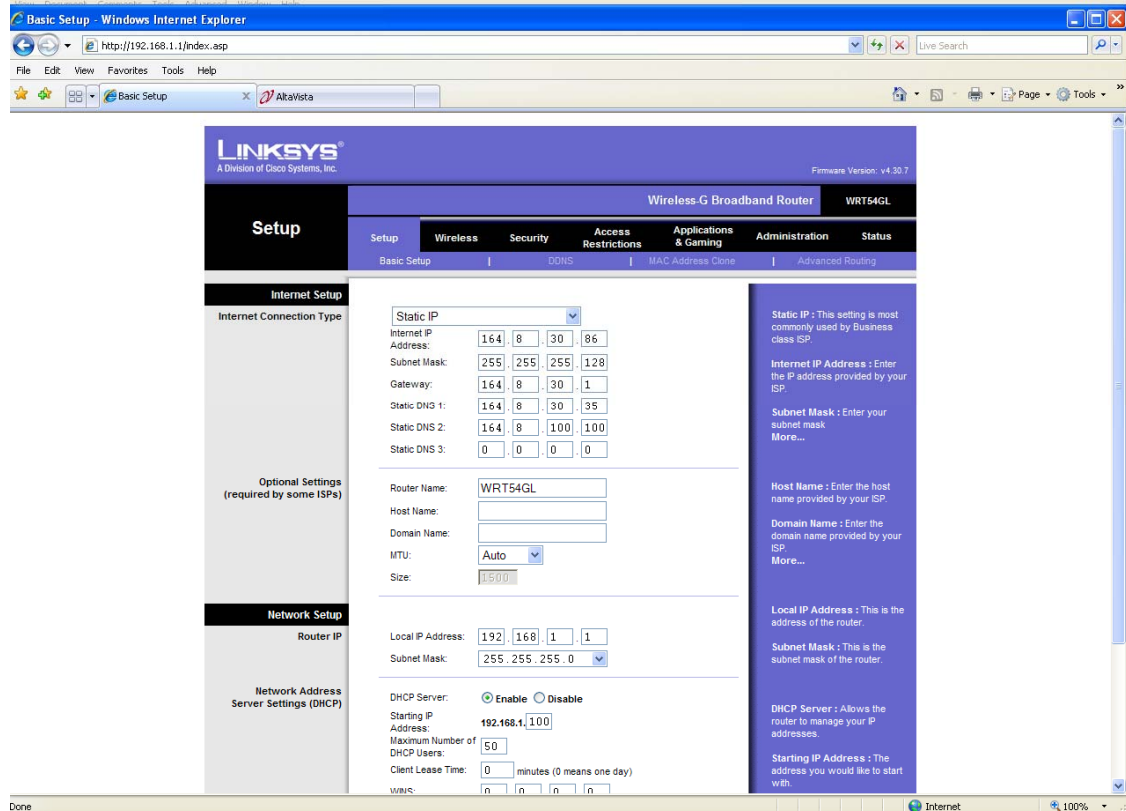 View Document Comments Tools Advanced Window Help
Basic Setup - Windows Internet Explorer
http://192.168.1.1/index.asp
Live Search
File Edit View Favorites Tools Help
Basic Setup
AltaVista
Page
Tools
LINKSYS®
A Division of Cisco Systems, Inc.
Firmware Version: v4.30.7
Wireless-G Broadband Router WRT54GL
Setup
Setup Wireless Security Access Restrictions Applications & Gaming Administration Status
Basic Setup | DDNS | MAC Address Clone | Advanced Routing
Internet Setup
Internet Connection Type
Static IP
Internet IP
Address: 164 . 8 . 30 . 86
Subnet Mask: 255 . 255 . 255 . 128
Gateway: 164 . 8 . 30 . 1
Static DNS 1: 164 . 8 . 30 . 35
Static DNS 2: 164 . 8 . 100 . 100
Static DNS 3: 0 . 0 . 0 . 0
Static IP : This setting is most
commonly used by Business
class ISP.
Internet IP Address : Enter
the IP address provided by your
ISP.
Subnet Mask : Enter your
subnet mask
More...
Optional Settings
(required by some ISPs)
Router Name: WRT54GL
Host Name:
Domain Name:
MTU: Auto
Size: 1500
Host Name : Enter the host
name provided by your ISP.
Domain Name : Enter the
domain name provided by your
ISP.
More...
Network Setup
Router IP
Local IP Address: 192 . 168 . 1 . 1
Subnet Mask: 255.255.255.0
Local IP Address : This is the
address of the router.
Subnet Mask : This is the
subnet mask of the router.
Network Address
Server Settings (DHCP)
DHCP Server: Enable Disable
Starting IP
Address: 192.168.1. 100
Maximum Number of
DHCP Users: 50
Client Lease Time: 0 minutes (0 means one day)
WINS: 0 . 0 . 0 . 0
DHCP Server : Allows the
router to manage your IP
addresses.
Starting IP Address : The
address you would like to start
with.
Done
Internet
100%